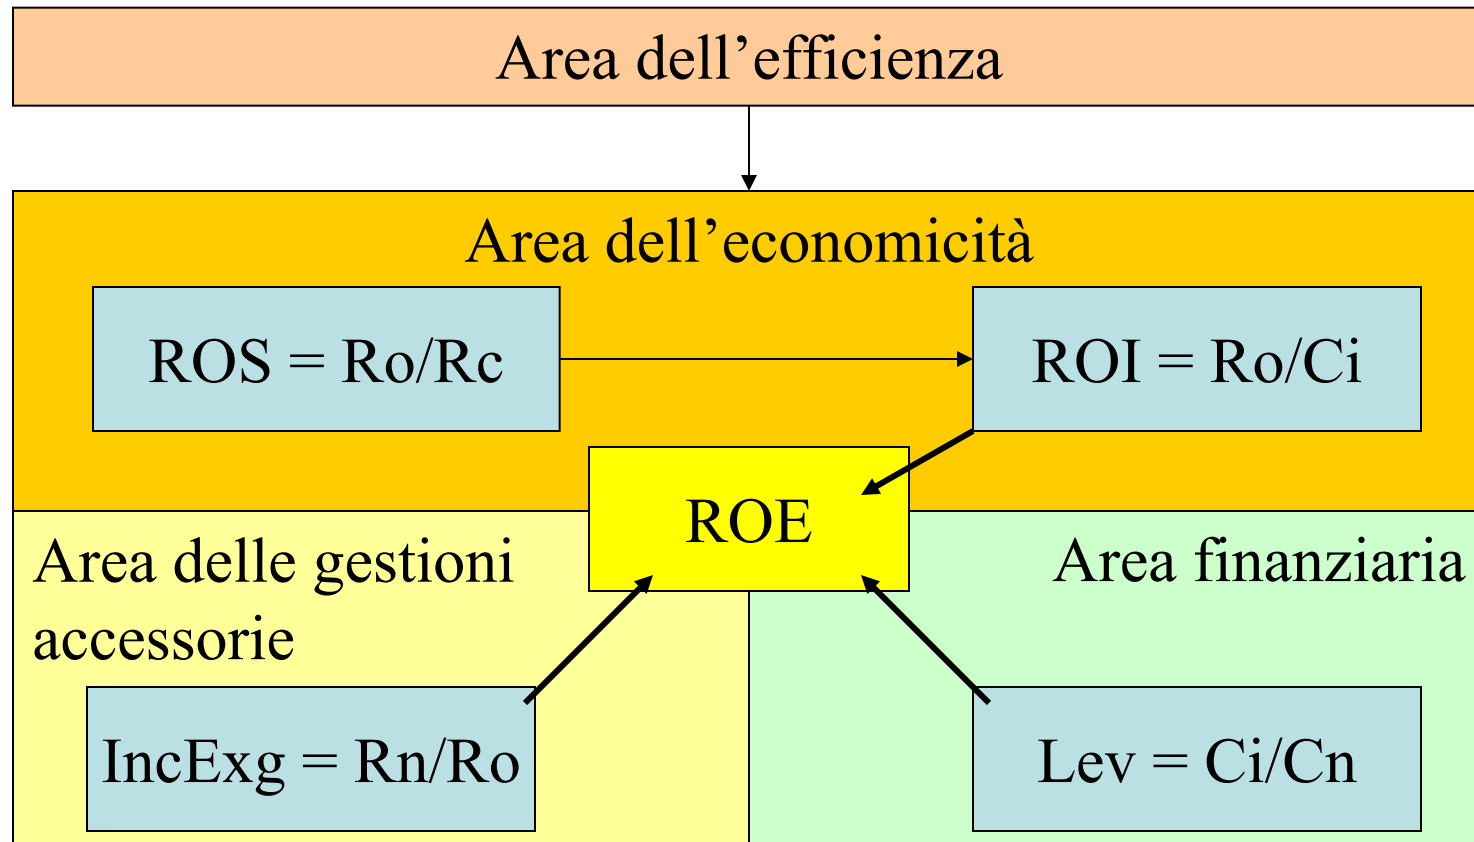 Area dell’efficienza
Area dell’economicità
ROS = Ro/Rc
ROI = Ro/Ci
ROE
Area delle gestioni
accessorie
Area finanziaria
IncExg = Rn/Ro
Lev = Ci/Cn